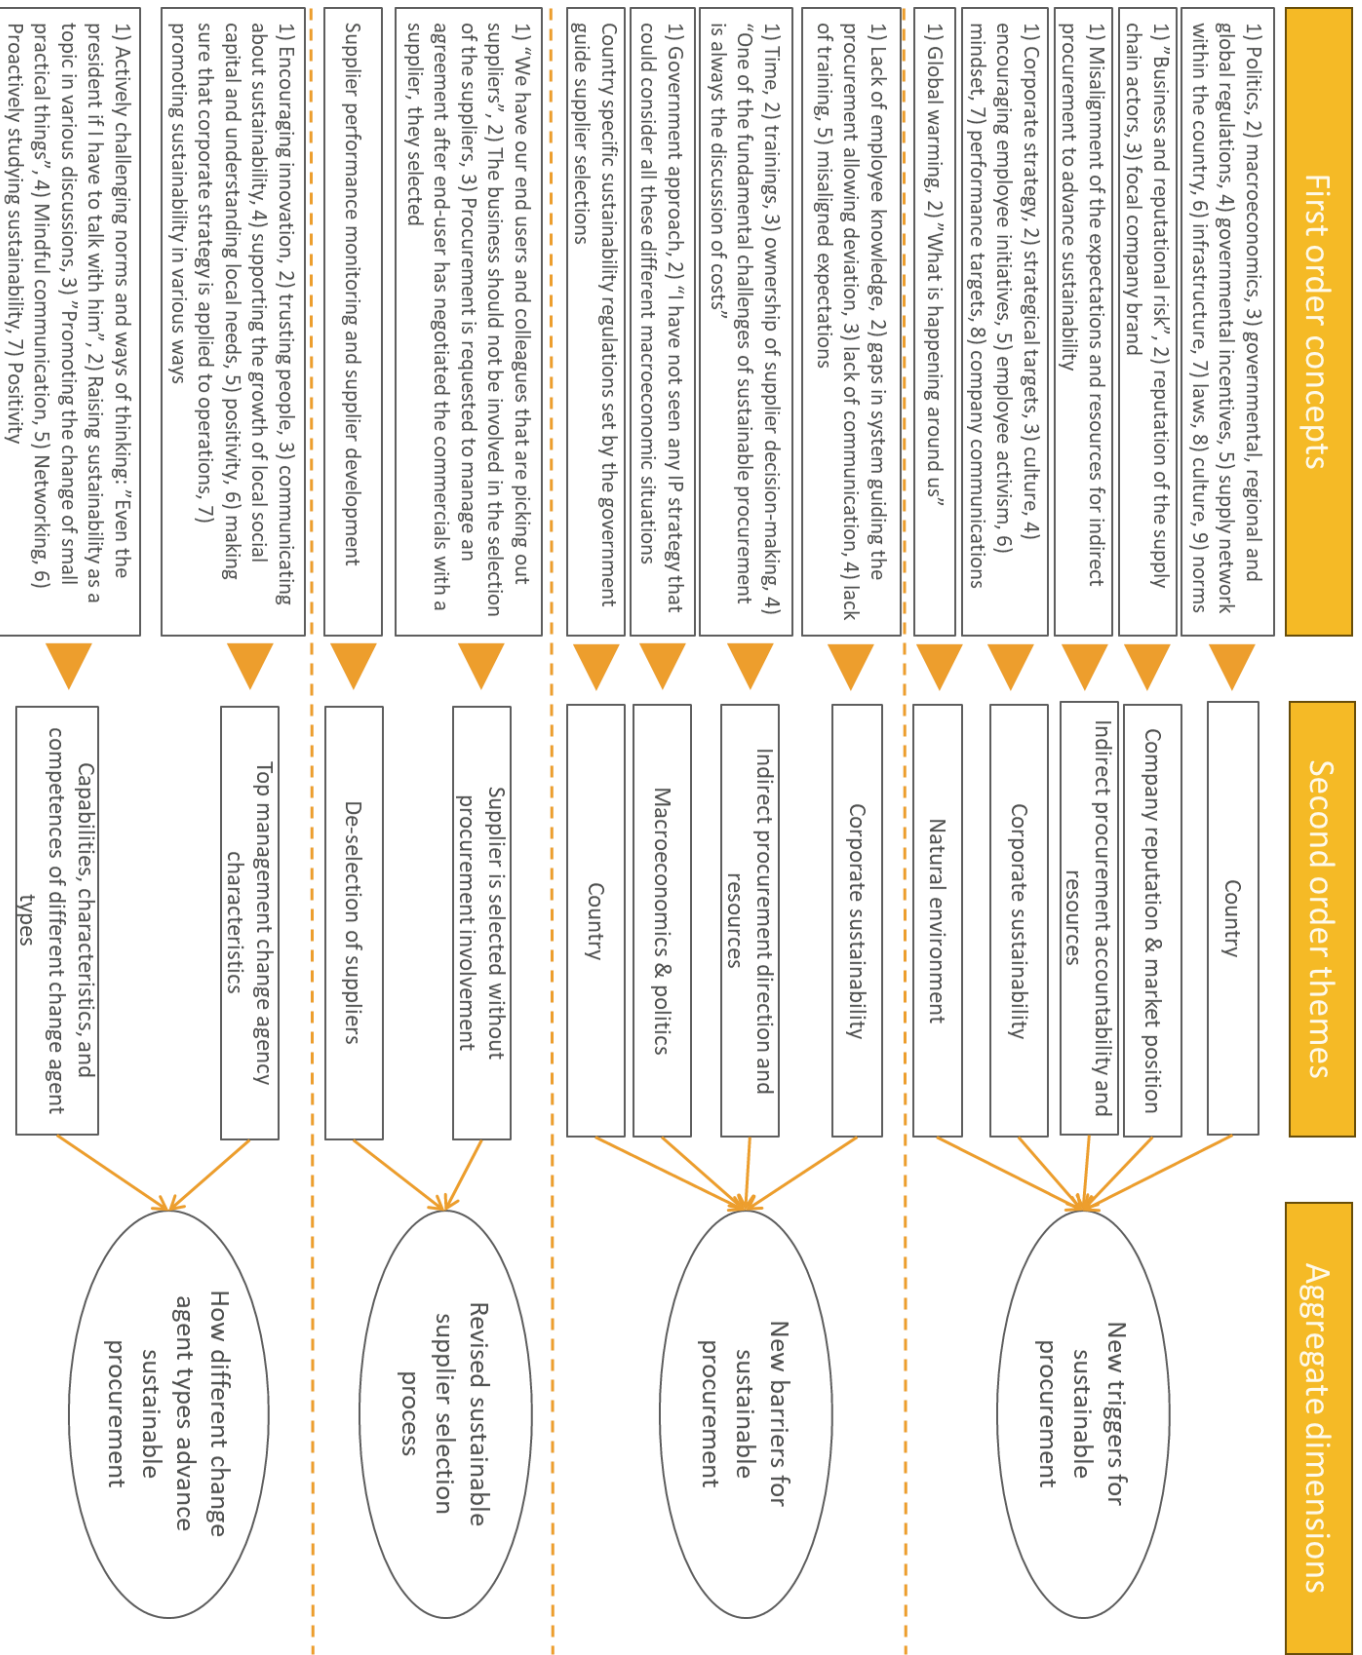 First order concepts
Second order themes
Aggregate dimensions
1) Politics, 2) macroeconomics, 3) governmental, regional and
global regulations, 4) governmental incentives, 5) supply network
within the country, 6) infrastructure, 7) laws, 8) culture, 9) norms
Country
1) ”Business and reputational risk”, 2) reputation of the supply
chain actors, 3) focal company brand
Company reputation & market position
1) Misalignment of the expectations and resources for indirect
procurement to advance sustainability
Indirect procurement accountability and
resources
1) Corporate strategy, 2) strategical targets, 3) culture, 4)
encouraging employee initiatives, 5) employee activism, 6)
mindset, 7) performance targets, 8) company communications
Corporate sustainability
1) Global warming, 2)”What is happening around us”
Natural environment
New triggers for
sustainable
procurement
1) Lack of employee knowledge, 2) gaps in system guiding the
procurement allowing deviation, 3) lack of communication, 4) lack
of training, 5) misaligned expectations
Corporate sustainability
1) Time, 2) trainings, 3) ownership of supplier decision-making, 4)
“One of the fundamental challenges of sustainable procurement
is always the discussion of costs”
Indirect procurement direction and
resources
1) Government approach, 2) “I have not seen any IP strategy that
could consider all these different macroeconomic situations
Macroeconomics & politics
Country specific sustainability regulations set by the government
guide supplier selections
Country
New barriers for
sustainable
procurement
1) “We have our end users and colleagues that are picking out
suppliers”, 2) The business should not be involved in the selection
of the suppliers, 3) Procurement is requested to manage an
agreement after end-user has negotiated the commercials with a
supplier, they selected
Supplier is selected without
procurement involvement
Supplier performance monitoring and supplier development
De-selection of suppliers
Revised sustainable
supplier selection
process
1) Encouraging innovation, 2) trusting people, 3) communicating
about sustainability, 4) supporting the growth of local social
capital and understanding local needs, 5) positivity, 6) making
sure that corporate strategy is applied to operations, 7)
promoting sustainability in various ways
Top management change agency
characteristics
1) Actively challenging norms and ways of thinking: ”Even the
president if I have to talk with him”, 2) Raising sustainability as a
topic in various discussions, 3) ”Promoting the change of small
practical things”, 4) Mindful communication, 5) Networking, 6)
Proactively studying sustainability, 7) Positivity
Capabilities, characteristics, and
competences of different change agent
types
How different change
agent types advance
sustainable
procurement